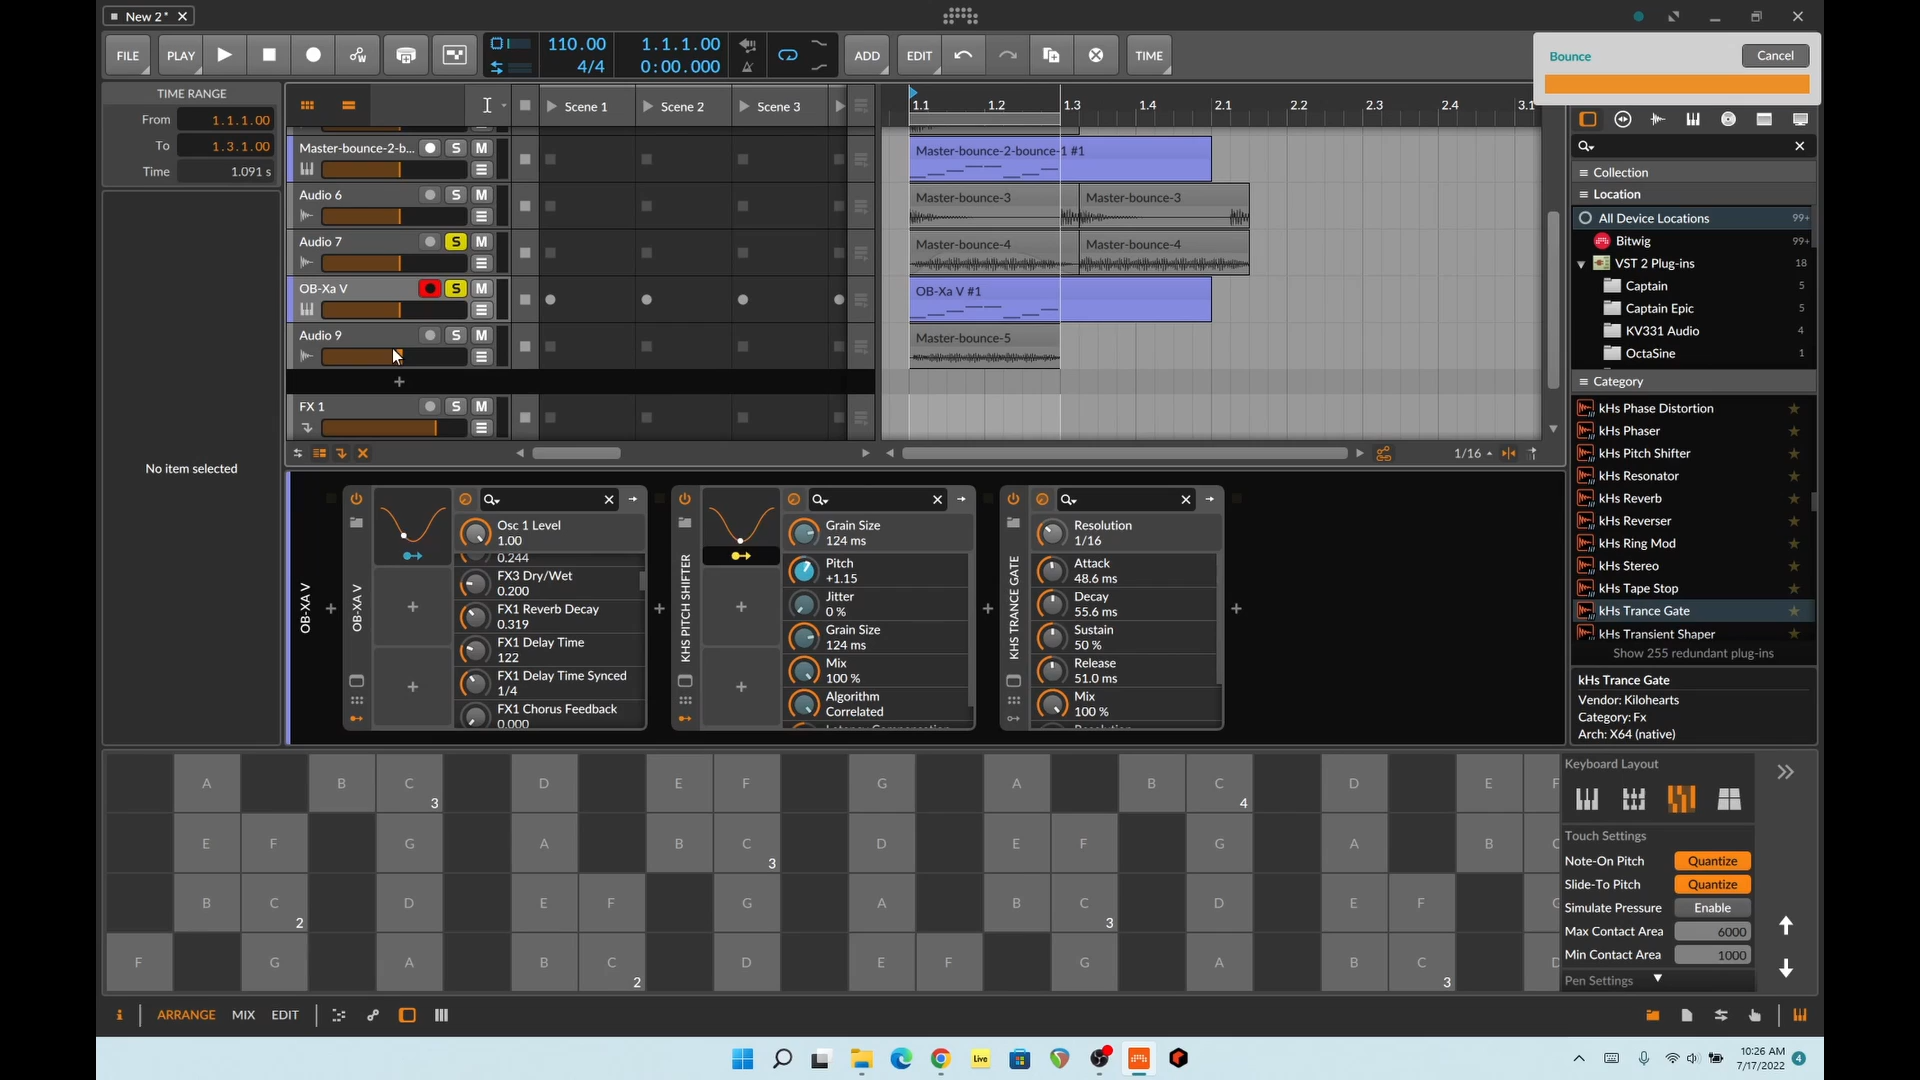 New 2*
FILE
PLAY
110.00
4/4
1.1.1.00
0:00.000
ADD
EDIT
TIME
Bounce
Cancel
TIME RANGE
From 1.1.1.00
To 1.3.1.00
Time 1.091 s
No item selected
Scene 1
Scene 2
Scene 3
1.1
1.2
1.3
1.4
2.1
2.2
2.3
2.4
3.1
Master-bounce-2-b... S M
Master-bounce-2-bounce-1 #1
Audio 6 S M
Master-bounce-3
Master-bounce-3
Audio 7 S M
Master-bounce-4
Master-bounce-4
OB-Xa V S M
OB-Xa V #1
Audio 9 S M
Master-bounce-5
FX 1 S M
1/16
Collection
Location
All Device Locations 99+
Bitwig 99+
VST 2 Plug-ins 18
Captain 5
Captain Epic 5
KV331 Audio 4
OctaSine 1
Category
kHs Phase Distortion
kHs Phaser
kHs Pitch Shifter
kHs Resonator
kHs Reverb
kHs Reverser
kHs Ring Mod
kHs Stereo
kHs Tape Stop
kHs Trance Gate
kHs Transient Shaper
Show 255 redundant plug-ins
kHs Trance Gate
Vendor: Kilohearts
Category: Fx
Arch: X64 (native)
OB-XA V
OB-XA V
Osc 1 Level
1.00
0.244
FX3 Dry/Wet
0.200
FX1 Reverb Decay
0.319
FX1 Delay Time
122
FX1 Delay Time Synced
1/4
FX1 Chorus Feedback
0.000
KHS PITCH SHIFTER
Grain Size
124 ms
Pitch
+1.15
Jitter
0 %
Grain Size
124 ms
Mix
100 %
Algorithm
Correlated
KHS TRANCE GATE
Resolution
1/16
Attack
48.6 ms
Decay
55.6 ms
Sustain
50 %
Release
51.0 ms
Mix
100 %
A B C 3 D E F G A B C 4 D E F
E F G A B C 3 D E F G A B C
B C 2 D E F G A B C 3 D E F G
F G A B C 2 D E F G A B C 3 D
Keyboard Layout
Touch Settings
Note-On Pitch Quantize
Slide-To Pitch Quantize
Simulate Pressure Enable
Max Contact Area 6000
Min Contact Area 1000
Pen Settings
i
ARRANGE
MIX
EDIT
Live
10:26 AM
7/17/2022
4